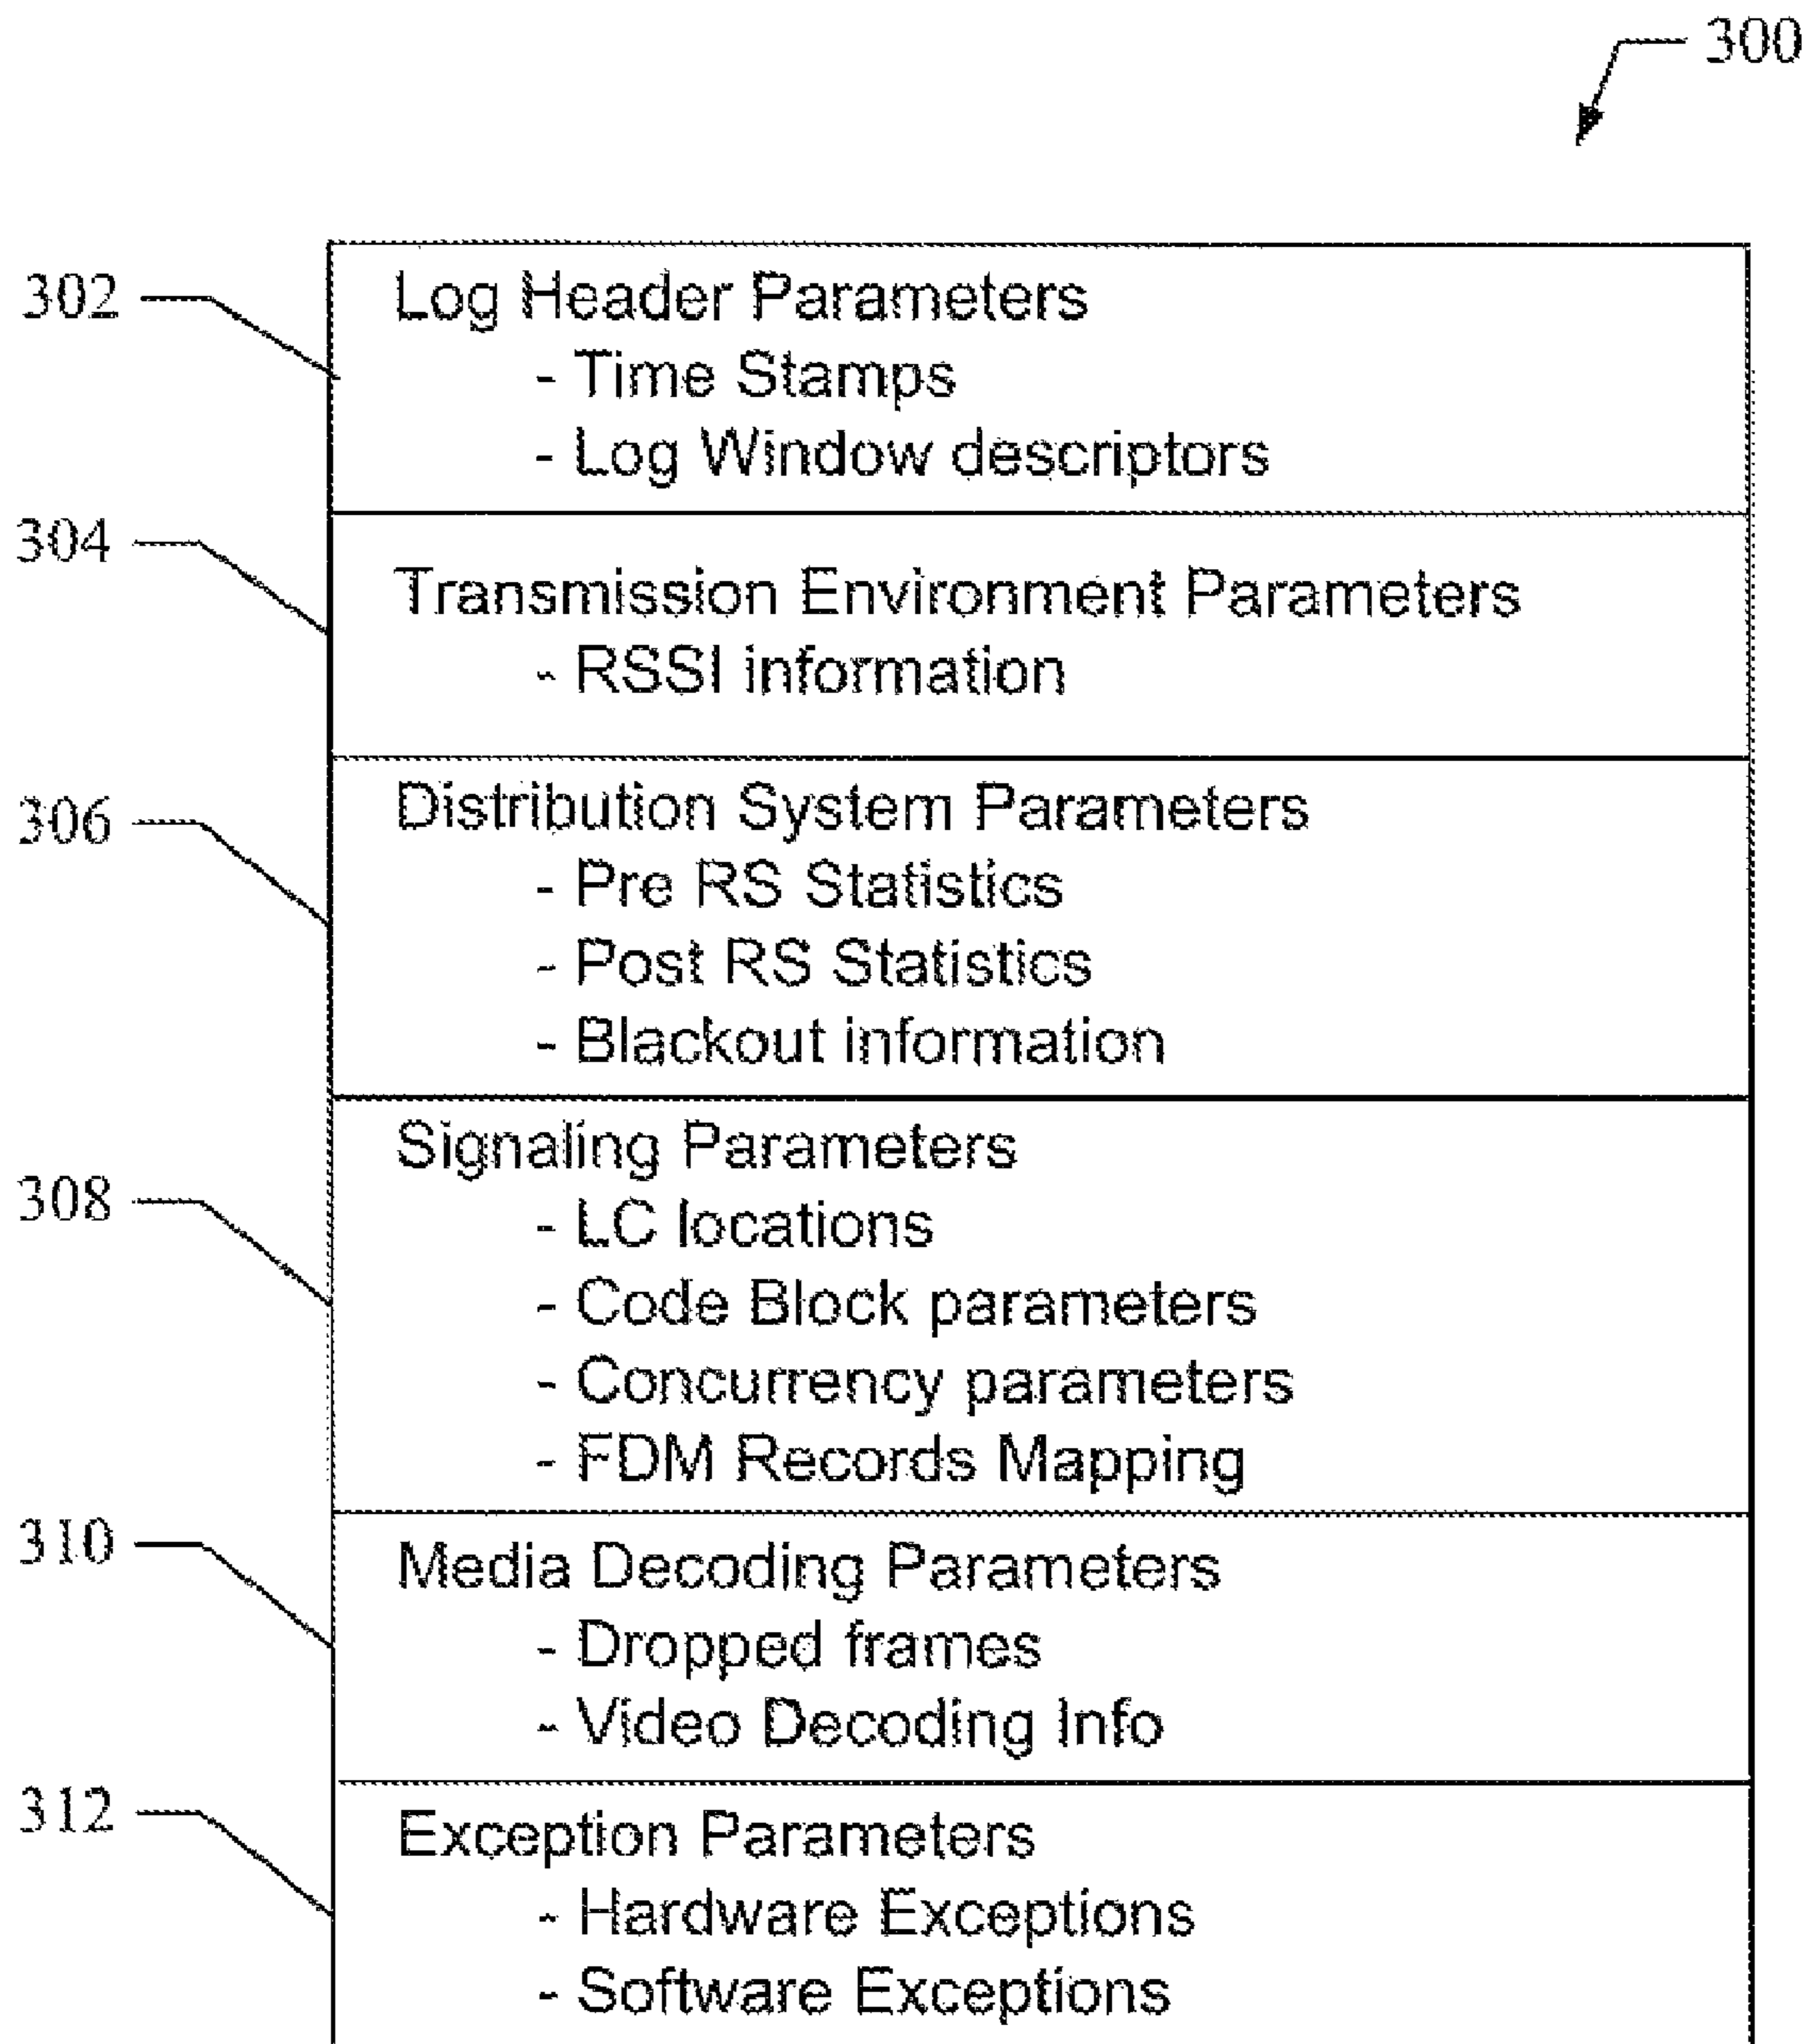 300
302
Log Header Parameters
- Time Stamps
- Log Window descriptors
304
Transmission Environment Parameters
- RSSI information
306
Distribution System Parameters
- Pre RS Statistics
- Post RS Statistics
- Blackout information
308
Signaling Parameters
- LC locations
- Code Block parameters
- Concurrency parameters
- FDM Records Mapping
310
Media Decoding Parameters
- Dropped frames
- Video Decoding Info
312
Exception Parameters
- Hardware Exceptions
- Software Exceptions